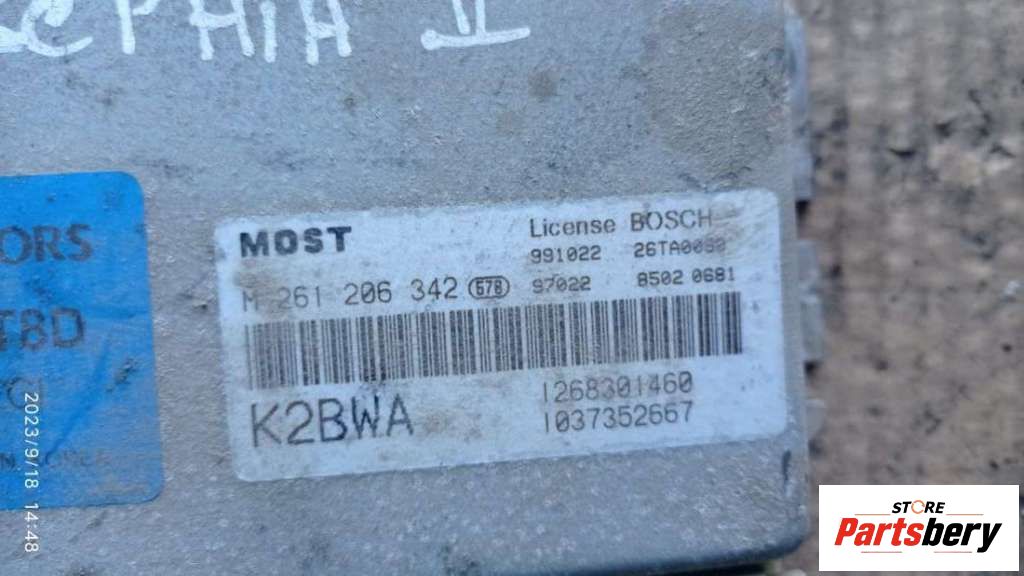 EPHIA II
ORS
T8D
MOST
License BOSCH
991022 26TA0090
M 261 206 342 578 97022 8502 0681
K2BWA
1268301460
1037352667
2023/9/18 14:48
STORE
Partsbery